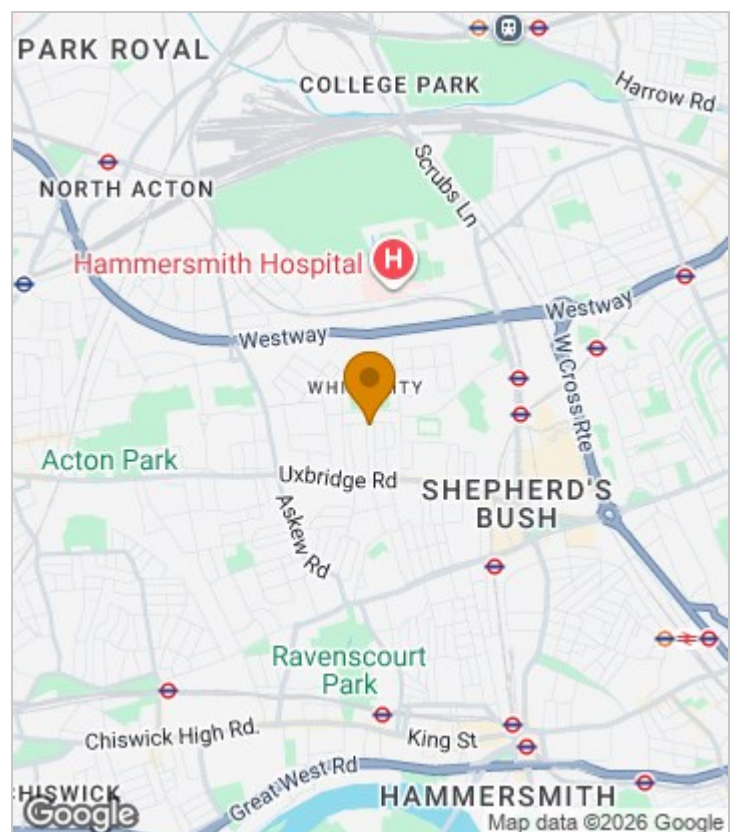 PARK ROYAL
COLLEGE PARK
Harrow Rd
Scrubs Ln
NORTH ACTON
Hammersmith Hospital
H
Westway
Westway
W Cross Rte
Acton Park
Uxbridge Rd
SHEPHERD'S
BUSH
Askew Rd
Ravenscourt
Park
Chiswick High Rd.
King St
Great West Rd
HAMMERSMITH
Google
Map data ©2026 Google